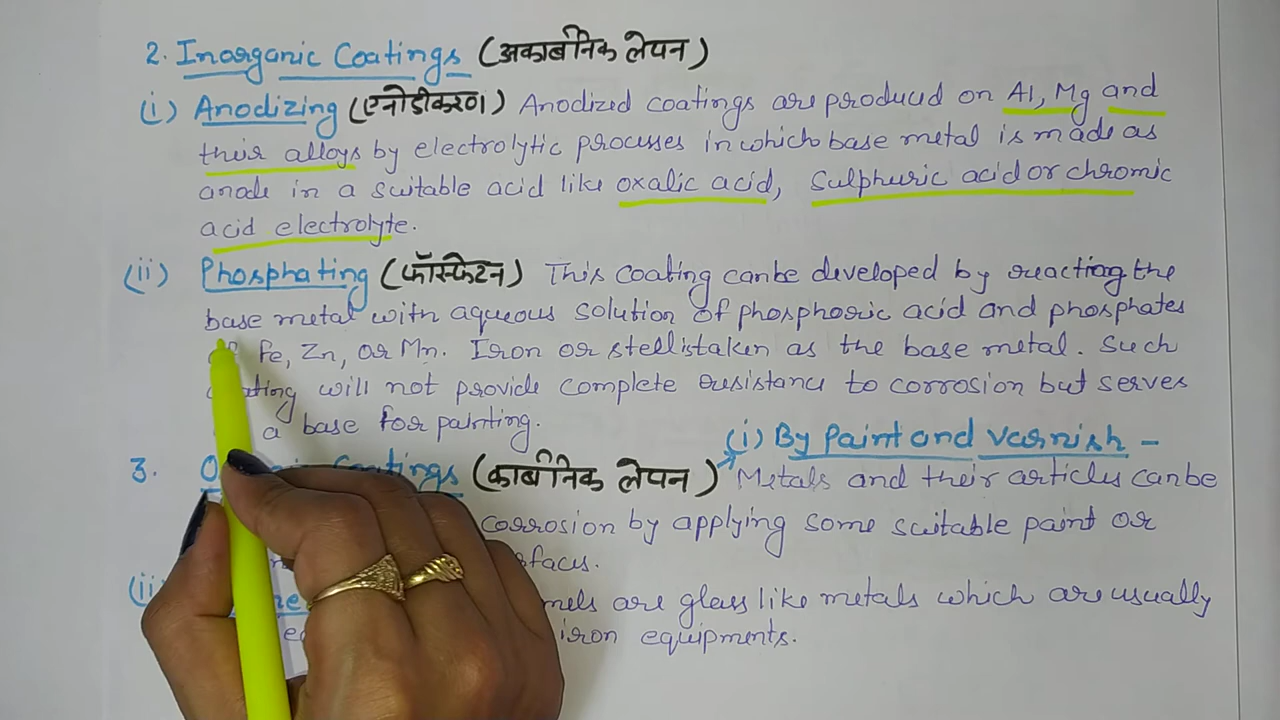 2. Inorganic Coatings (अकार्बनिक लेपन)
(i) Anodizing (एनोडीकरण) Anodized coatings are produced on Al, Mg and
their alloys by electrolytic processes in which base metal is made as
anode in a suitable acid like oxalic acid, Sulphuric acid or chromic
acid electrolyte.
(ii) Phosphating (फॉस्फेटन) This coating can be developed by reacting the
base metal with aqueous solution of phosphoric acid and phosphates
Fe, Zn, or Mn. Iron or stell is taken as the base metal. Such
will not provide complete resistance to corrosion but serves
a base for painting.
3. Coatings (कार्बनिक लेपन) (i) By Paint and Varnish -
Metals and their articles can be
corrosion by applying some suitable paint or
are glass like metals which are usually
iron equipments.